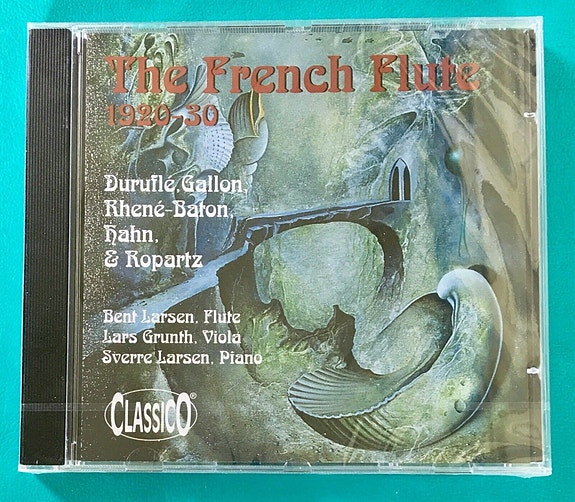 The French Flute
1920-30
Duruflé, Gallon,
Rhené-Baton,
Hahn,
& Ropartz
Bent Larsen, Flute
Lars Grunth, Viola
Sverre Larsen, Piano
CLASSICO®